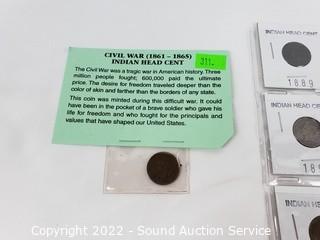 CIVIL WAR (1861 - 1865)
INDIAN HEAD CENT
311.
The Civil War was a tragic war in American history. Three
million people fought; 600,000 paid the ultimate
price. The desire for freedom traveled deeper than the
color of skin and farther than the borders of any state.
This coin was minted during this difficult war. It could
have been in the pocket of a brave soldier who gave his
life for freedom and who fought for the principals and
values that have shaped our United States.
INDIAN HEAD CENT
1889
INDIAN HEAD CENT
18
INDIAN HE
Copyright 2022 - Sound Auction Service